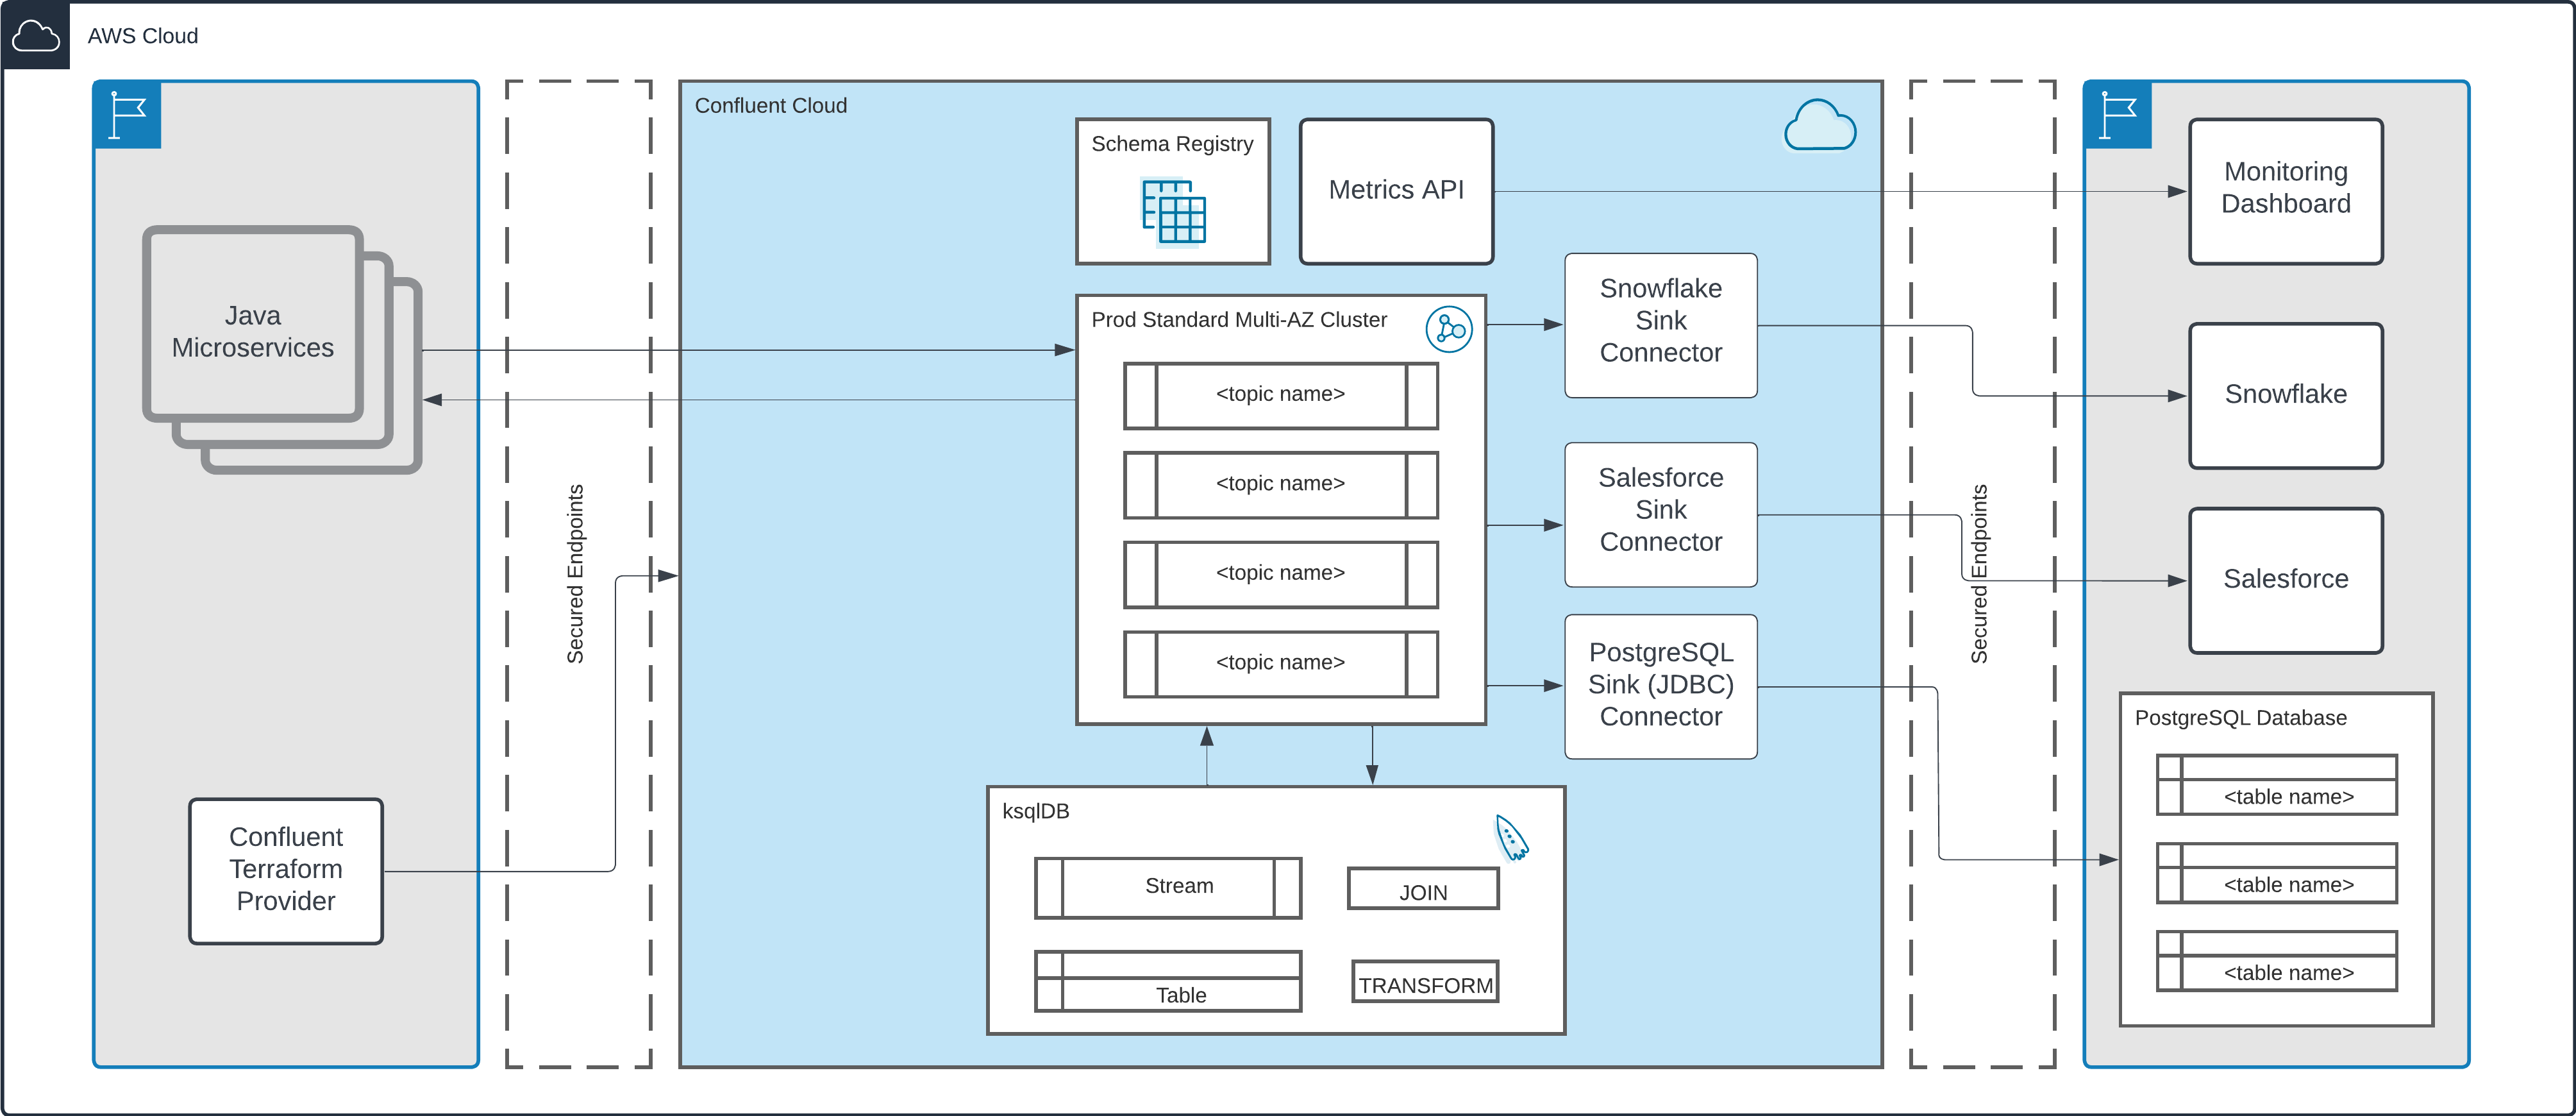 AWS Cloud
Java
Microservices
Confluent
Terraform
Provider
Secured Endpoints
Confluent Cloud
Schema Registry
Metrics API
Prod Standard Multi-AZ Cluster
<topic name>
<topic name>
<topic name>
<topic name>
Snowflake
Sink
Connector
Salesforce
Sink
Connector
PostgreSQL
Sink (JDBC)
Connector
ksqlDB
Stream
JOIN
Table
TRANSFORM
Secured Endpoints
Monitoring
Dashboard
Snowflake
Salesforce
PostgreSQL Database
<table name>
<table name>
<table name>